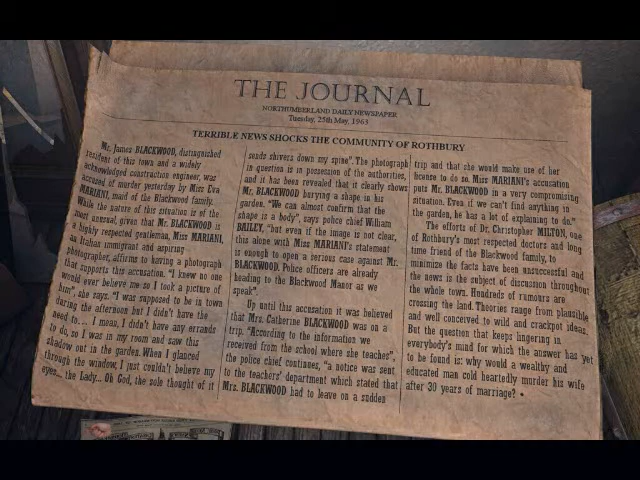 THE JOURNAL
NORTHUMBERLAND DAILY NEWSPAPER
Tuesday, 25th May, 1963
TERRIBLE NEWS SHOCKS THE COMMUNITY OF ROTHBURY
Mr. James BLACKWOOD, distinguished
resident of this town and a widely
acknowledged construction engineer, was
accused of murder yesterday by Miss Eva
MARIANI, maid of the Blackwood family.
While the nature of this situation is of the
most unusual, given that Mr. BLACKWOOD is
a highly respected gentleman, Miss MARIANI,
an Italian immigrant and aspiring
photographer, affirms to having a photograph
that supports this accusation. "I knew no one
would ever believe me so I took a picture of
him", she says. "I was supposed to be in town
during the afternoon but I didn't have the
need to... I mean, I didn't have any errands
to do, so I was in my room and saw this
shadow out in the garden. When I glanced
through the window, I just couldn't believe my
eyes... the Lady... Oh God, the sole thought of it
sends shivers down my spine". The photograph
in question is in possession of the authorities,
and it has been revealed that it clearly shows
Mr. BLACKWOOD burying a shape in his
garden. "We can almost confirm that the
shape is a body", says police chief William
BAILEY, "but even if the image is not clear,
this alone with Miss MARIANI's statement
is enough to open a serious case against Mr.
BLACKWOOD. Police officers are already
heading to the Blackwood Manor as we
speak".
Up until this accusation it was believed
that Mrs. Catherine BLACKWOOD was on a
trip. "According to the information we
received from the school where she teaches",
the police chief continues, "a notice was sent
to the teachers' department which stated that
Mrs. BLACKWOOD had to leave on a sudden
trip and that she would make use of her
license to do so. Miss MARIANI's accusation
puts Mr. BLACKWOOD in a very compromising
situation. Even if we can't find anything in
the garden, he has a lot of explaining to do."
The efforts of Dr. Christopher MILTON, one
of Rothbury's most respected doctors and long
time friend of the Blackwood family, to
minimize the facts have been unsuccessful and
the news is the subject of discussion throughout
the whole town. Hundreds of rumours are
crossing the land. Theories range from plausible
and well conceived to wild and crackpot ideas.
But the question that keeps lingering in
everybody's mind for which the answer has yet
to be found is: why would a wealthy and
educated man cold heartedly murder his wife
after 30 years of marriage? •